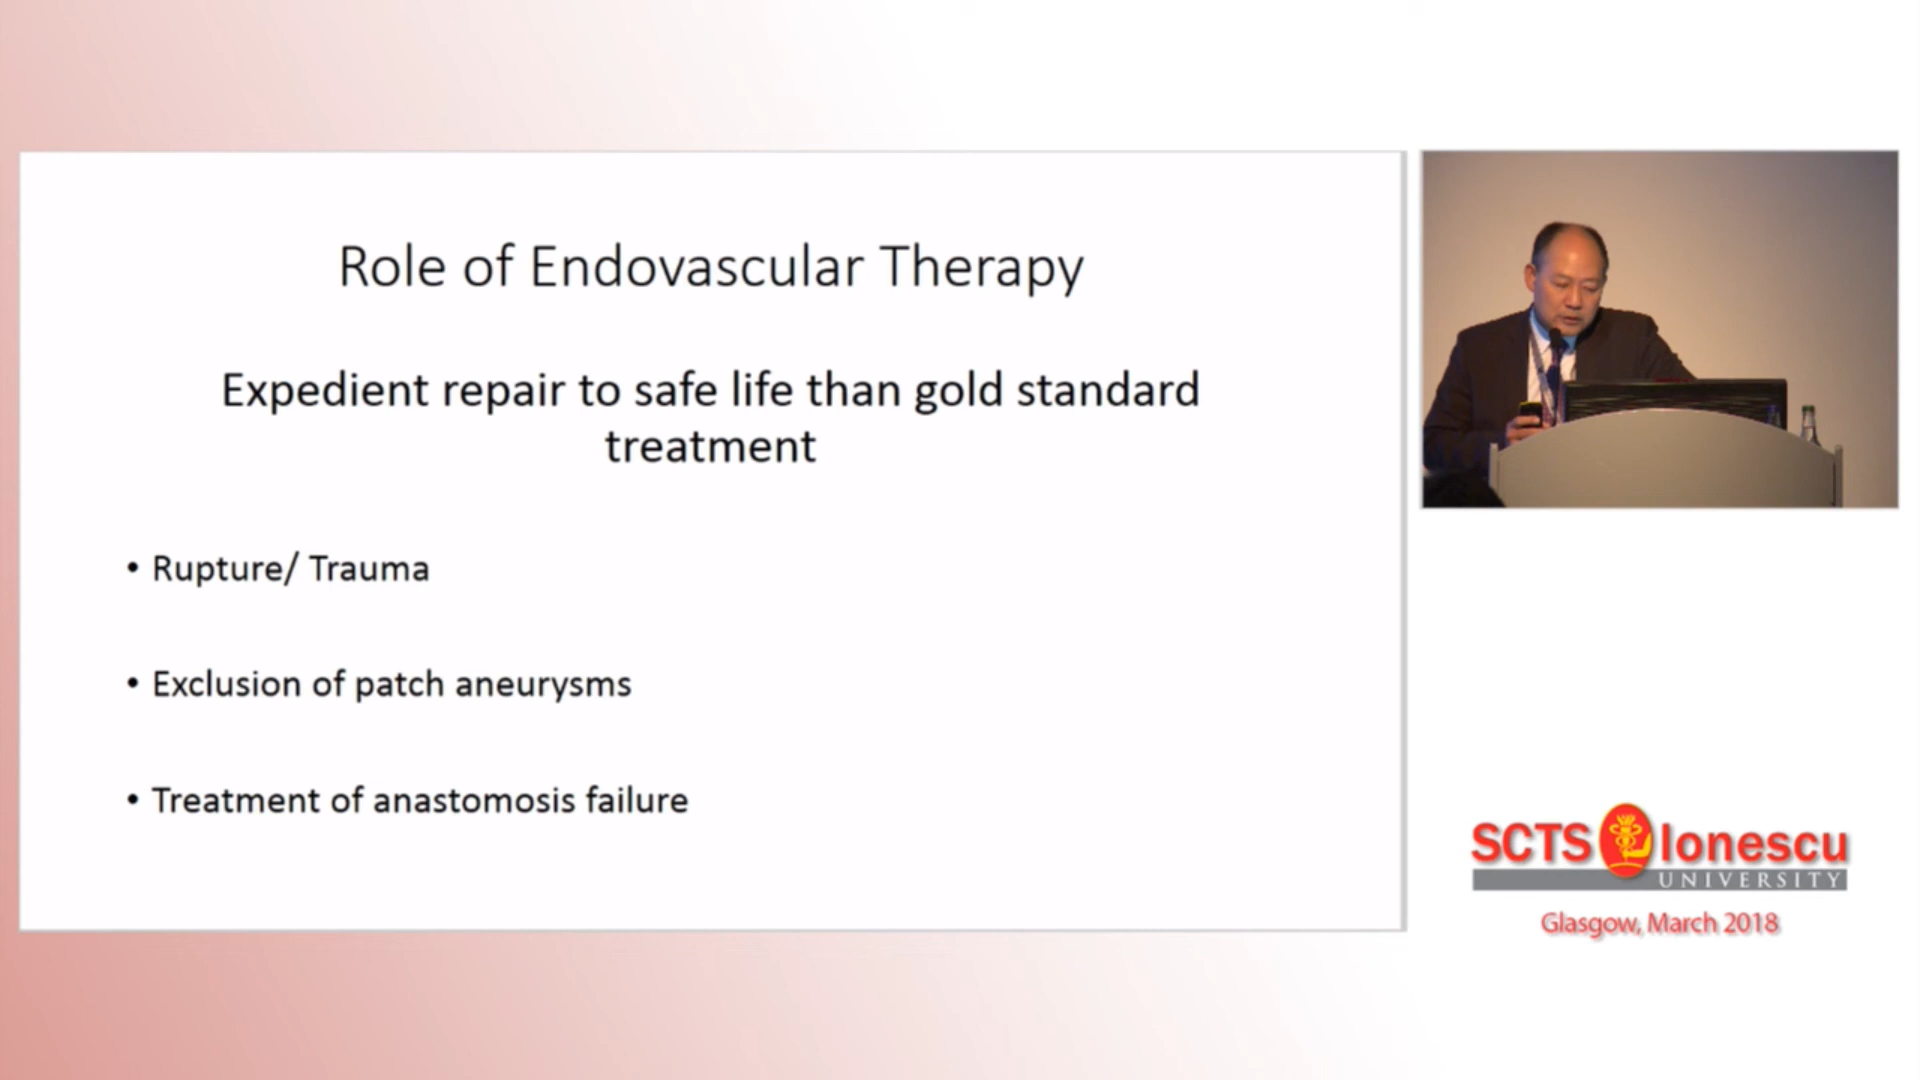 Role of Endovascular Therapy
Expedient repair to safe life than gold standard
treatment
• Rupture/ Trauma
• Exclusion of patch aneurysms
• Treatment of anastomosis failure
SCTS Ionescu
UNIVERSITY
Glasgow, March 2018